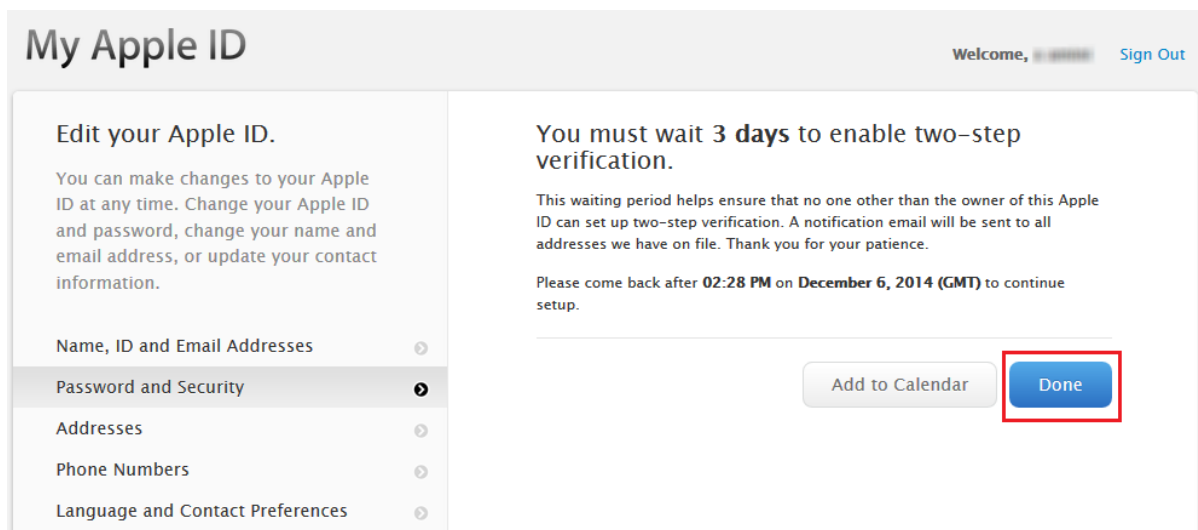 My Apple ID
Welcome,
Sign Out
Edit your Apple ID.
You can make changes to your Apple
ID at any time. Change your Apple ID
and password, change your name and
email address, or update your contact
information.
Name, ID and Email Addresses
Password and Security
Addresses
Phone Numbers
Language and Contact Preferences
You must wait 3 days to enable two-step
verification.
This waiting period helps ensure that no one other than the owner of this Apple
ID can set up two-step verification. A notification email will be sent to all
addresses we have on file. Thank you for your patience.
Please come back after 02:28 PM on December 6, 2014 (GMT) to continue
setup.
Add to Calendar
Done